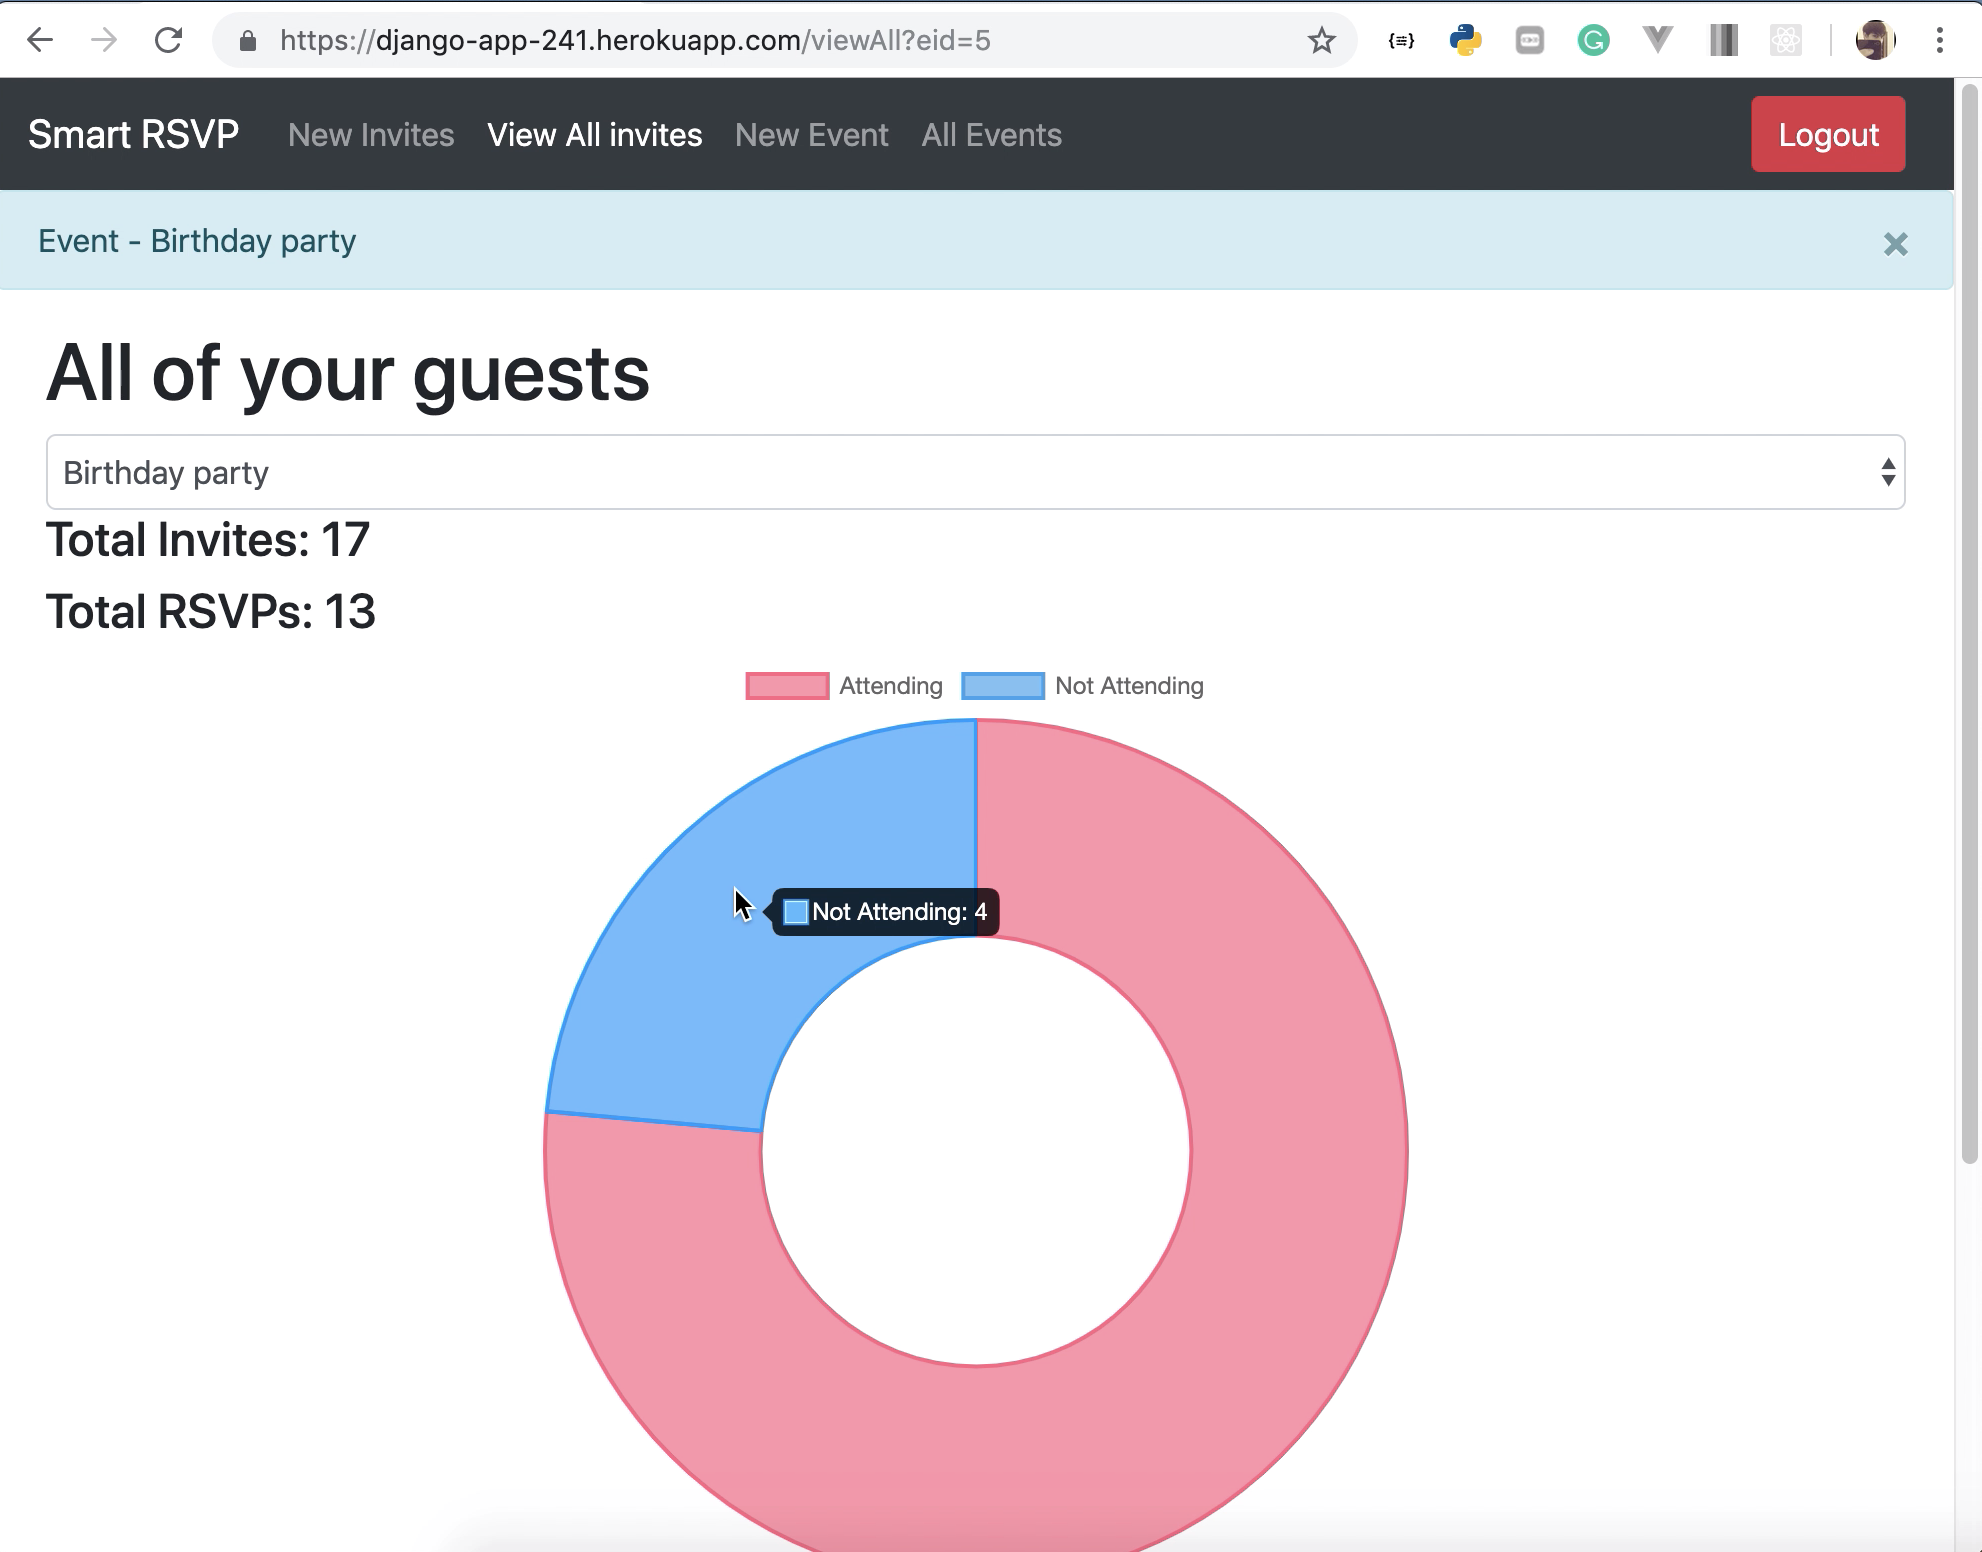 https://django-app-241.herokuapp.com/viewAll?eid=5
Smart RSVP New Invites View All invites New Event All Events Logout
Event - Birthday party ×
All of your guests
Birthday party
Total Invites: 17
Total RSVPs: 13
Attending Not Attending
Not Attending: 4